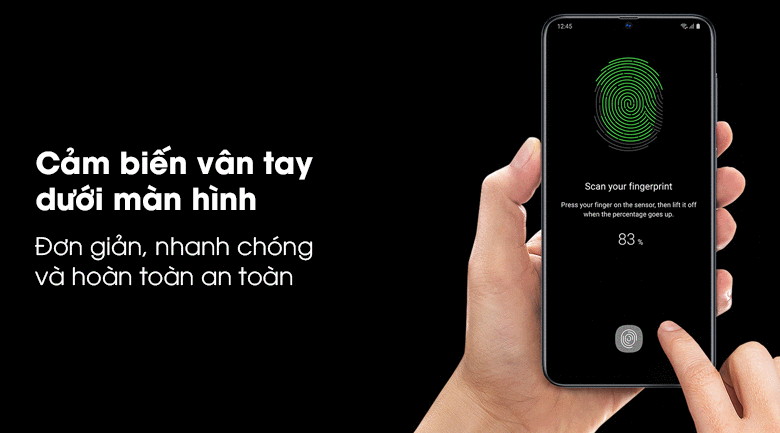 Cảm biến vân tay
dưới màn hình
Đơn giản, nhanh chóng
và hoàn toàn an toàn
12:45
Scan your fingerprint
Press your finger on the sensor, then lift it off
when the percentage goes up.
83 %